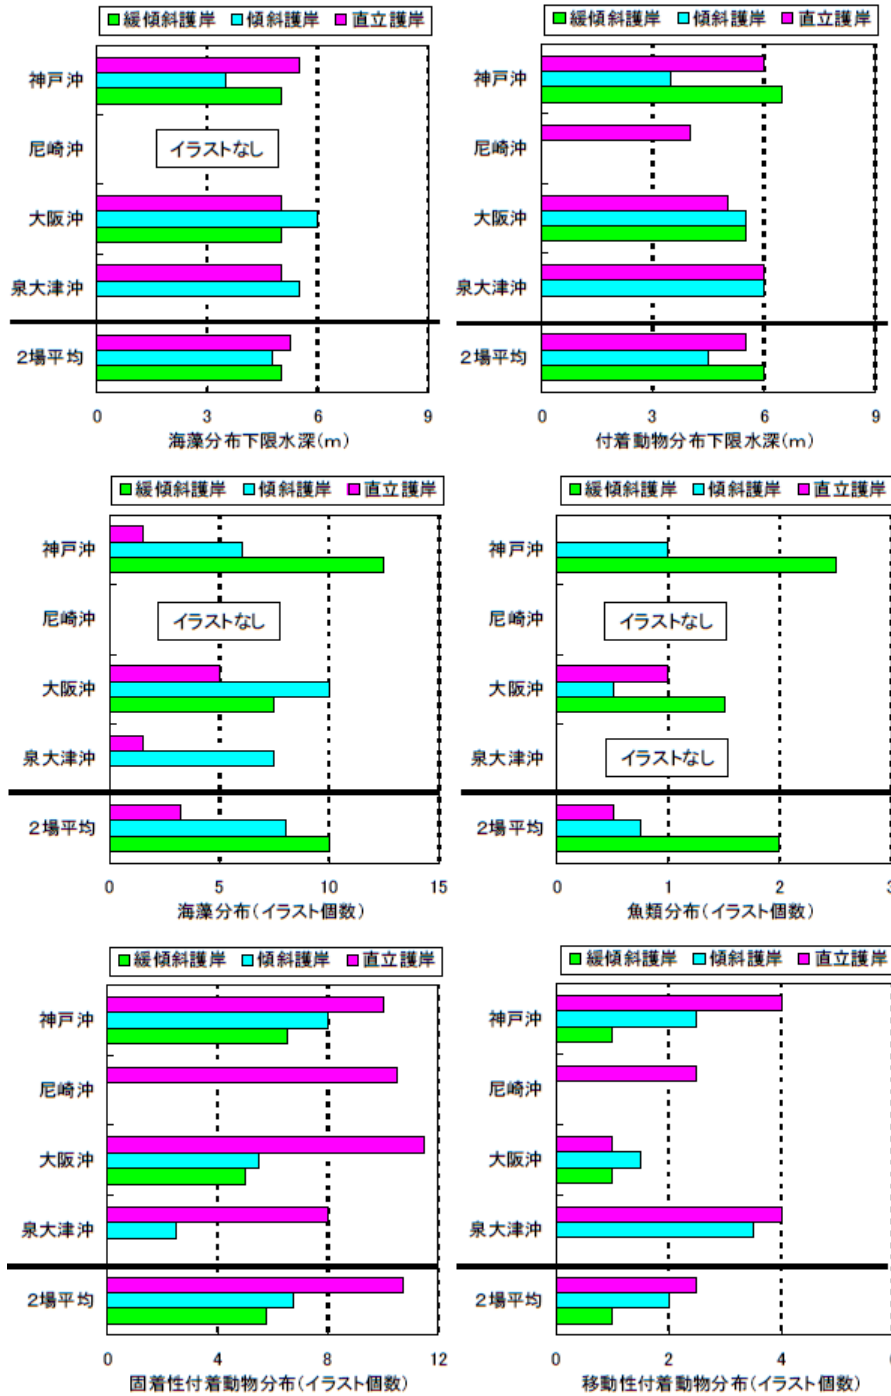 緩傾斜護岸 傾斜護岸 直立護岸
神戸沖
尼崎沖
イラストなし
大阪沖
泉大津沖
2場平均
0 3 6 9
海藻分布下限水深(m)
緩傾斜護岸 傾斜護岸 直立護岸
神戸沖
尼崎沖
大阪沖
泉大津沖
2場平均
0 3 6 9
付着動物分布下限水深(m)
緩傾斜護岸 傾斜護岸 直立護岸
神戸沖
尼崎沖
イラストなし
大阪沖
泉大津沖
2場平均
0 5 10 15
海藻分布(イラスト個数)
緩傾斜護岸 傾斜護岸 直立護岸
神戸沖
尼崎沖
イラストなし
大阪沖
泉大津沖
イラストなし
2場平均
0 1 2 3
魚類分布(イラスト個数)
緩傾斜護岸 傾斜護岸 直立護岸
神戸沖
尼崎沖
大阪沖
泉大津沖
2場平均
0 4 8 12
固着性付着動物分布(イラスト個数)
緩傾斜護岸 傾斜護岸 直立護岸
神戸沖
尼崎沖
大阪沖
泉大津沖
2場平均
0 2 4 6
移動性付着動物分布(イラスト個数)